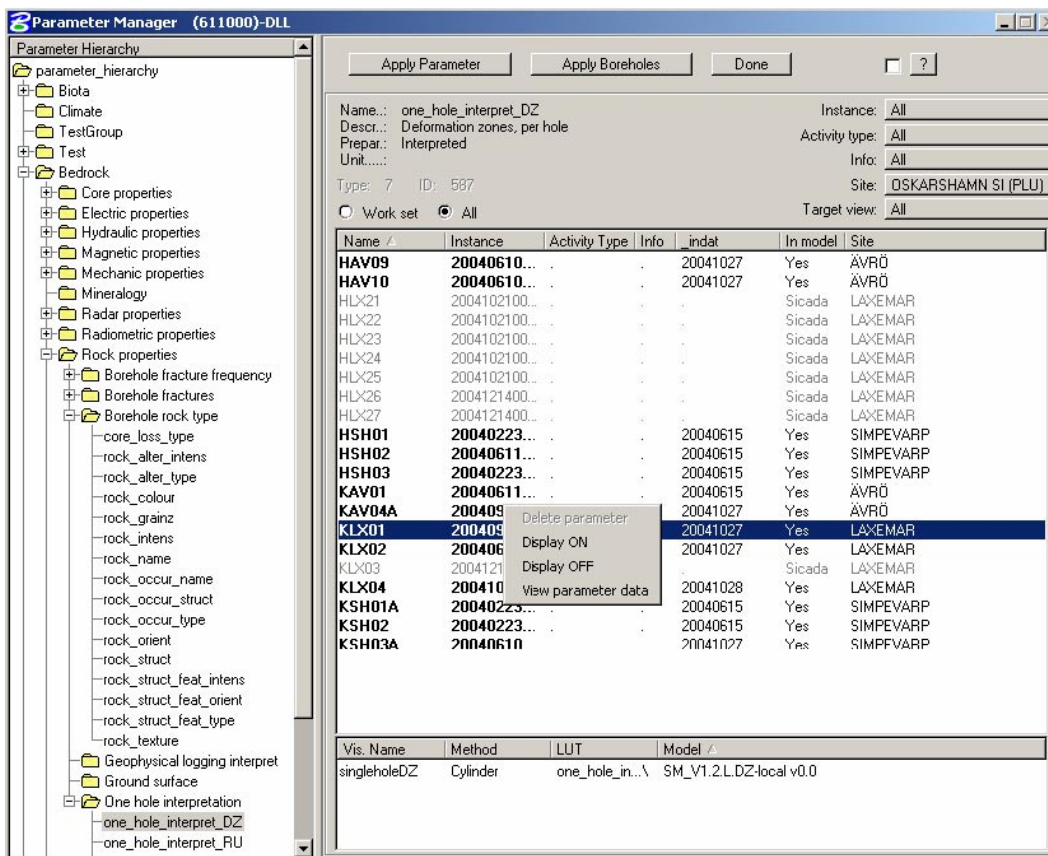 Parameter Manager (611000)-DLL
Parameter Hierarchy
parameter_hierarchy
Biota
Climate
TestGroup
Test
Bedrock
Core properties
Electric properties
Hydraulic properties
Magnetic properties
Mechanic properties
Mineralogy
Radar properties
Radiometric properties
Rock properties
Borehole fracture frequency
Borehole fractures
Borehole rock type
core_loss_type
rock_alter_intens
rock_alter_type
rock_colour
rock_grainz
rock_intens
rock_name
rock_occur_name
rock_occur_struct
rock_occur_type
rock_orient
rock_struct
rock_struct_feat_intens
rock_struct_feat_orient
rock_struct_feat_type
rock_texture
Geophysical logging interpret
Ground surface
One hole interpretation
one_hole_interpret_DZ
one_hole_interpret_RU
Apply Parameter Apply Boreholes Done ?
Name..: one_hole_interpret_DZ
Descr..: Deformation zones, per hole
Prepar.: Interpreted
Unit.....:
Type: 7 ID: 587
Work set All
Instance: All
Activity type: All
Info: All
Site: OSKARSHAMN SI (PLU)
Target view: All
Name Instance Activity Type Info _indat In model Site
HAV09 20040610... . . 20041027 Yes ÄVRÖ
HAV10 20040610... . . 20041027 Yes ÄVRÖ
HLX21 2004102100... . . . Sicada LAXEMAR
HLX22 2004102100... . . . Sicada LAXEMAR
HLX23 2004102100... . . . Sicada LAXEMAR
HLX24 2004102100... . . . Sicada LAXEMAR
HLX25 2004102100... . . . Sicada LAXEMAR
HLX26 2004121400... . . . Sicada LAXEMAR
HLX27 2004121400... . . . Sicada LAXEMAR
HSH01 20040223... . . 20040615 Yes SIMPEVARP
HSH02 20040611... . . 20040615 Yes SIMPEVARP
HSH03 20040223... . . 20040615 Yes SIMPEVARP
KAV01 20040611... . . 20040615 Yes ÄVRÖ
KAV04A 200409 20041027 Yes ÄVRÖ
KLX01 200409 20041027 Yes LAXEMAR
KLX02 200406 20041027 Yes LAXEMAR
KLX03 2004121 . Sicada LAXEMAR
KLX04 200410 20041028 Yes LAXEMAR
KSH01A 20040223... . . 20040615 Yes SIMPEVARP
KSH02 20040223... . . 20040615 Yes SIMPEVARP
KSH03A 20040610 20041027 Yes SIMPEVARP
Delete parameter
Display ON
Display OFF
View parameter data
Vis. Name Method LUT Model
singleholeDZ Cylinder one_hole_in...\ SM_V1.2.L.DZ-local v0.0